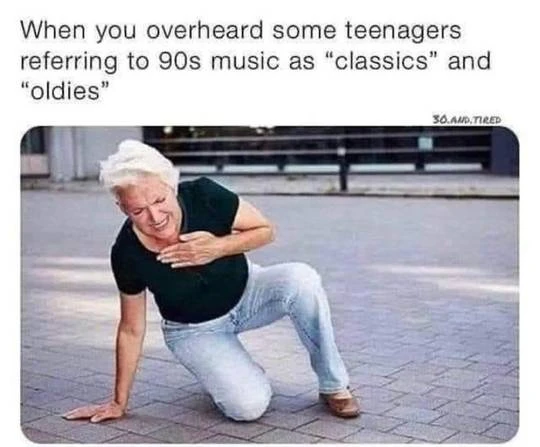 When you overheard some teenagers
referring to 90s music as “classics” and
“oldies”
30.AND.TIRED